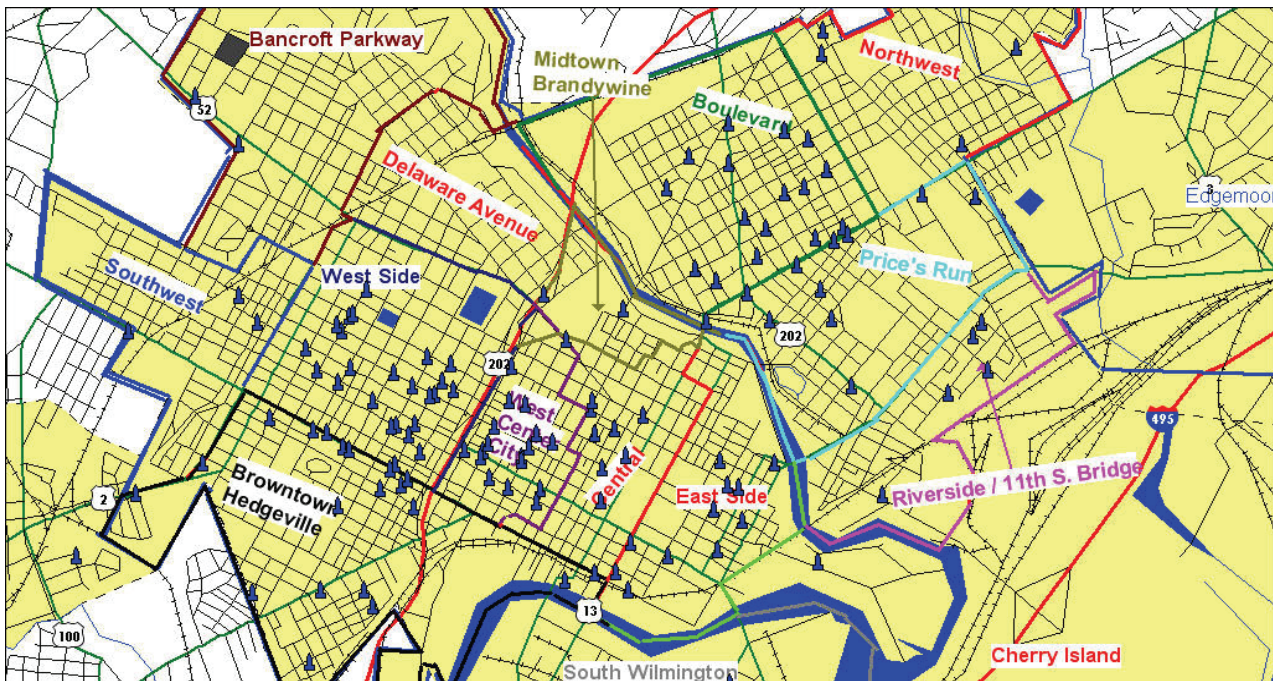 Bancroft Parkway
Midtown
Brandywine
Northwest
Boulevard
52
Delaware Avenue
3
Edgemoor
Southwest
West Side
Price's Run
202
202
West
Center
City
495
Central
East Side
Riverside / 11th S. Bridge
2
Browntown
Hedgeville
13
100
South Wilmington
Cherry Island